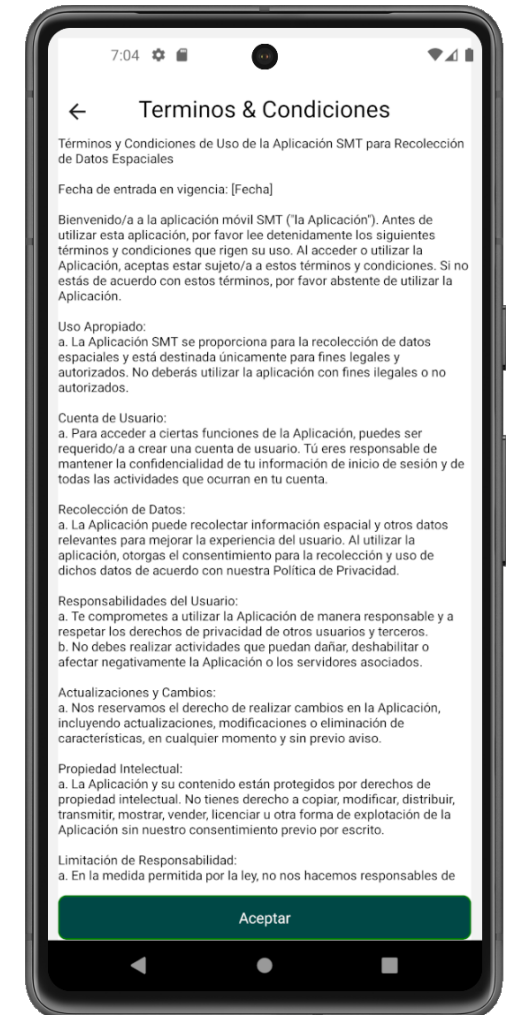 7:04
Terminos & Condiciones
Términos y Condiciones de Uso de la Aplicación SMT para Recolección
de Datos Espaciales
Fecha de entrada en vigencia: [Fecha]
Bienvenido/a a la aplicación móvil SMT ("la Aplicación"). Antes de
utilizar esta aplicación, por favor lee detenidamente los siguientes
términos y condiciones que rigen su uso. Al acceder o utilizar la
Aplicación, aceptas estar sujeto/a a estos términos y condiciones. Si no
estás de acuerdo con estos términos, por favor abstente de utilizar la
Aplicación.
Uso Apropiado:
a. La Aplicación SMT se proporciona para la recolección de datos
espaciales y está destinada únicamente para fines legales y
autorizados. No deberás utilizar la aplicación con fines ilegales o no
autorizados.
Cuenta de Usuario:
a. Para acceder a ciertas funciones de la Aplicación, puedes ser
requerido/a a crear una cuenta de usuario. Tú eres responsable de
mantener la confidencialidad de tu información de inicio de sesión y de
todas las actividades que ocurran en tu cuenta.
Recolección de Datos:
a. La Aplicación puede recolectar información espacial y otros datos
relevantes para mejorar la experiencia del usuario. Al utilizar la
aplicación, otorgas el consentimiento para la recolección y uso de
dichos datos de acuerdo con nuestra Política de Privacidad.
Responsabilidades del Usuario:
a. Te comprometes a utilizar la Aplicación de manera responsable y a
respetar los derechos de privacidad de otros usuarios y terceros.
b. No debes realizar actividades que puedan dañar, deshabilitar o
afectar negativamente la Aplicación o los servidores asociados.
Actualizaciones y Cambios:
a. Nos reservamos el derecho de realizar cambios en la Aplicación,
incluyendo actualizaciones, modificaciones o eliminación de
características, en cualquier momento y sin previo aviso.
Propiedad Intelectual:
a. La Aplicación y su contenido están protegidos por derechos de
propiedad intelectual. No tienes derecho a copiar, modificar, distribuir,
transmitir, mostrar, vender, licenciar u otra forma de explotación de la
Aplicación sin nuestro consentimiento previo por escrito.
Limitación de Responsabilidad:
a. En la medida permitida por la ley, no nos hacemos responsables de
Aceptar